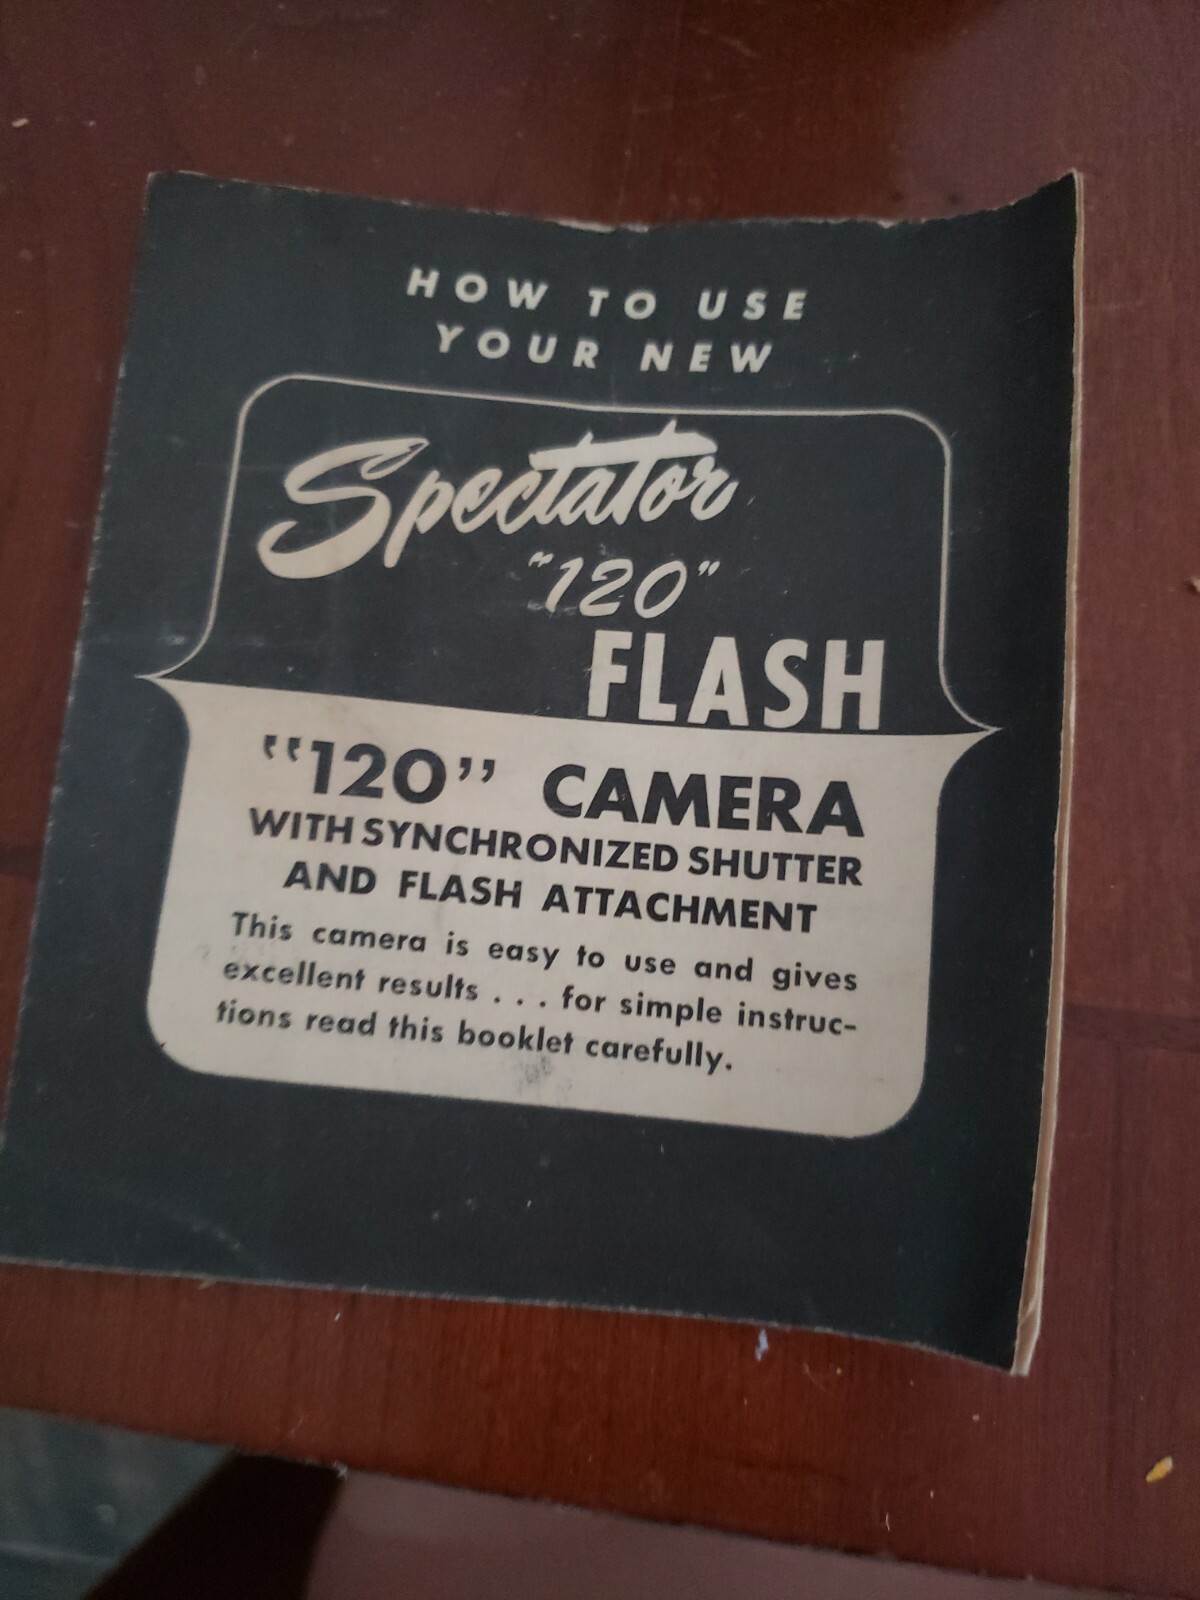 HOW TO USE
YOUR NEW
Spectator
"120"
FLASH
"120" CAMERA
WITH SYNCHRONIZED SHUTTER
AND FLASH ATTACHMENT
This camera is easy to use and gives
excellent results . . . for simple instruc-
tions read this booklet carefully.